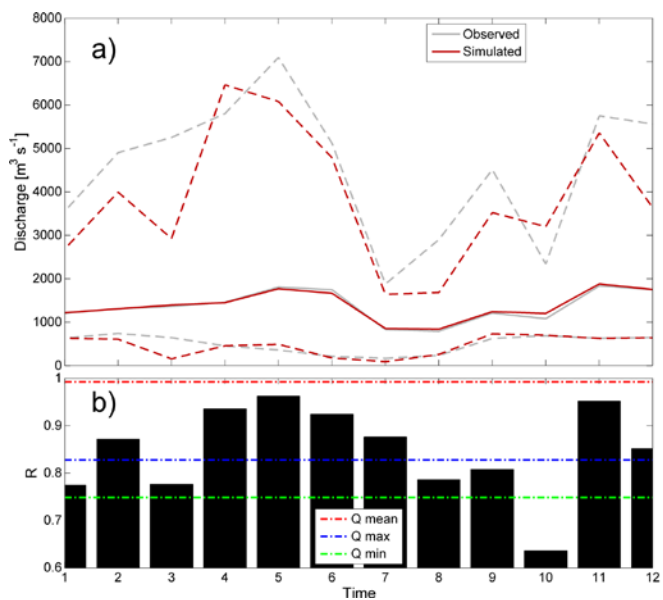 8000
a)
Observed
Simulated
7000
6000
5000
4000
3000
2000
1000
0
Discharge [m³ s⁻¹]
1
b)
0.9
0.8
0.7
0.6
R
Q mean
Q max
Q min
1 2 3 4 5 6 7 8 9 10 11 12
Time